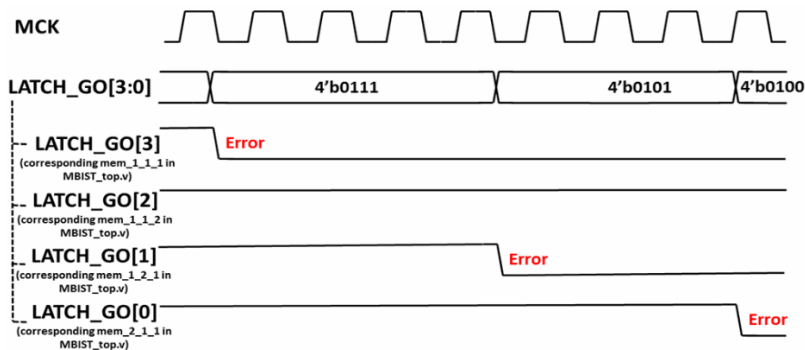 MCK
LATCH_GO[3:0]
4'b0111
4'b0101
4'b0100
LATCH_GO[3]
Error
(corresponding mem_1_1_1 in
MBIST_top.v)
LATCH_GO[2]
(corresponding mem_1_1_2 in
MBIST_top.v)
LATCH_GO[1]
Error
(corresponding mem_1_2_1 in
MBIST_top.v)
LATCH_GO[0]
Error
(corresponding mem_2_1_1 in
MBIST_top.v)